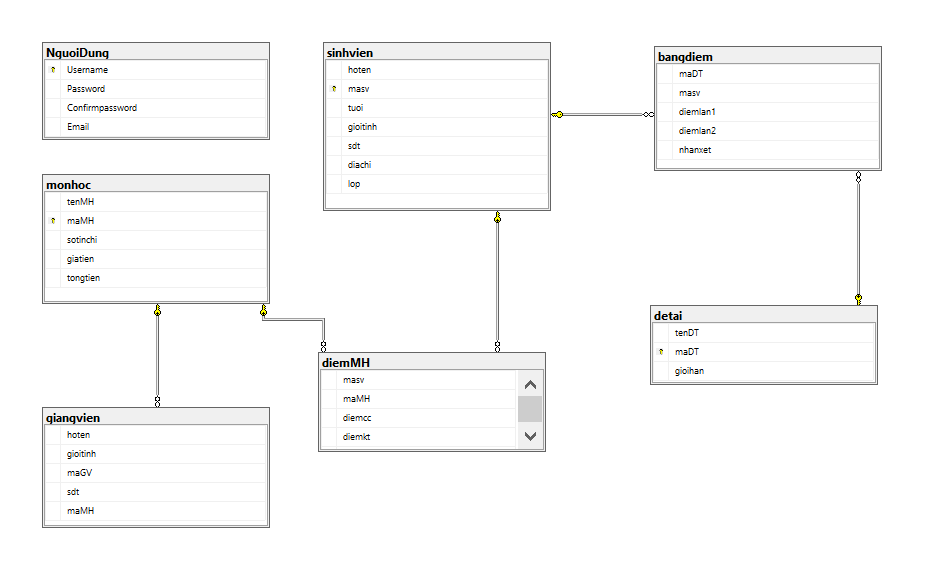 NguoiDung
Username
Password
Confirmpassword
Email
sinhvien
hoten
masv
tuoi
gioitinh
sdt
diachi
lop
bangdiem
maDT
masv
diemlan1
diemlan2
nhanxet
monhoc
tenMH
maMH
sotinchi
giatien
tongtien
detai
tenDT
maDT
gioihan
diemMH
masv
maMH
diemcc
diemkt
giangvien
hoten
gioitinh
maGV
sdt
maMH